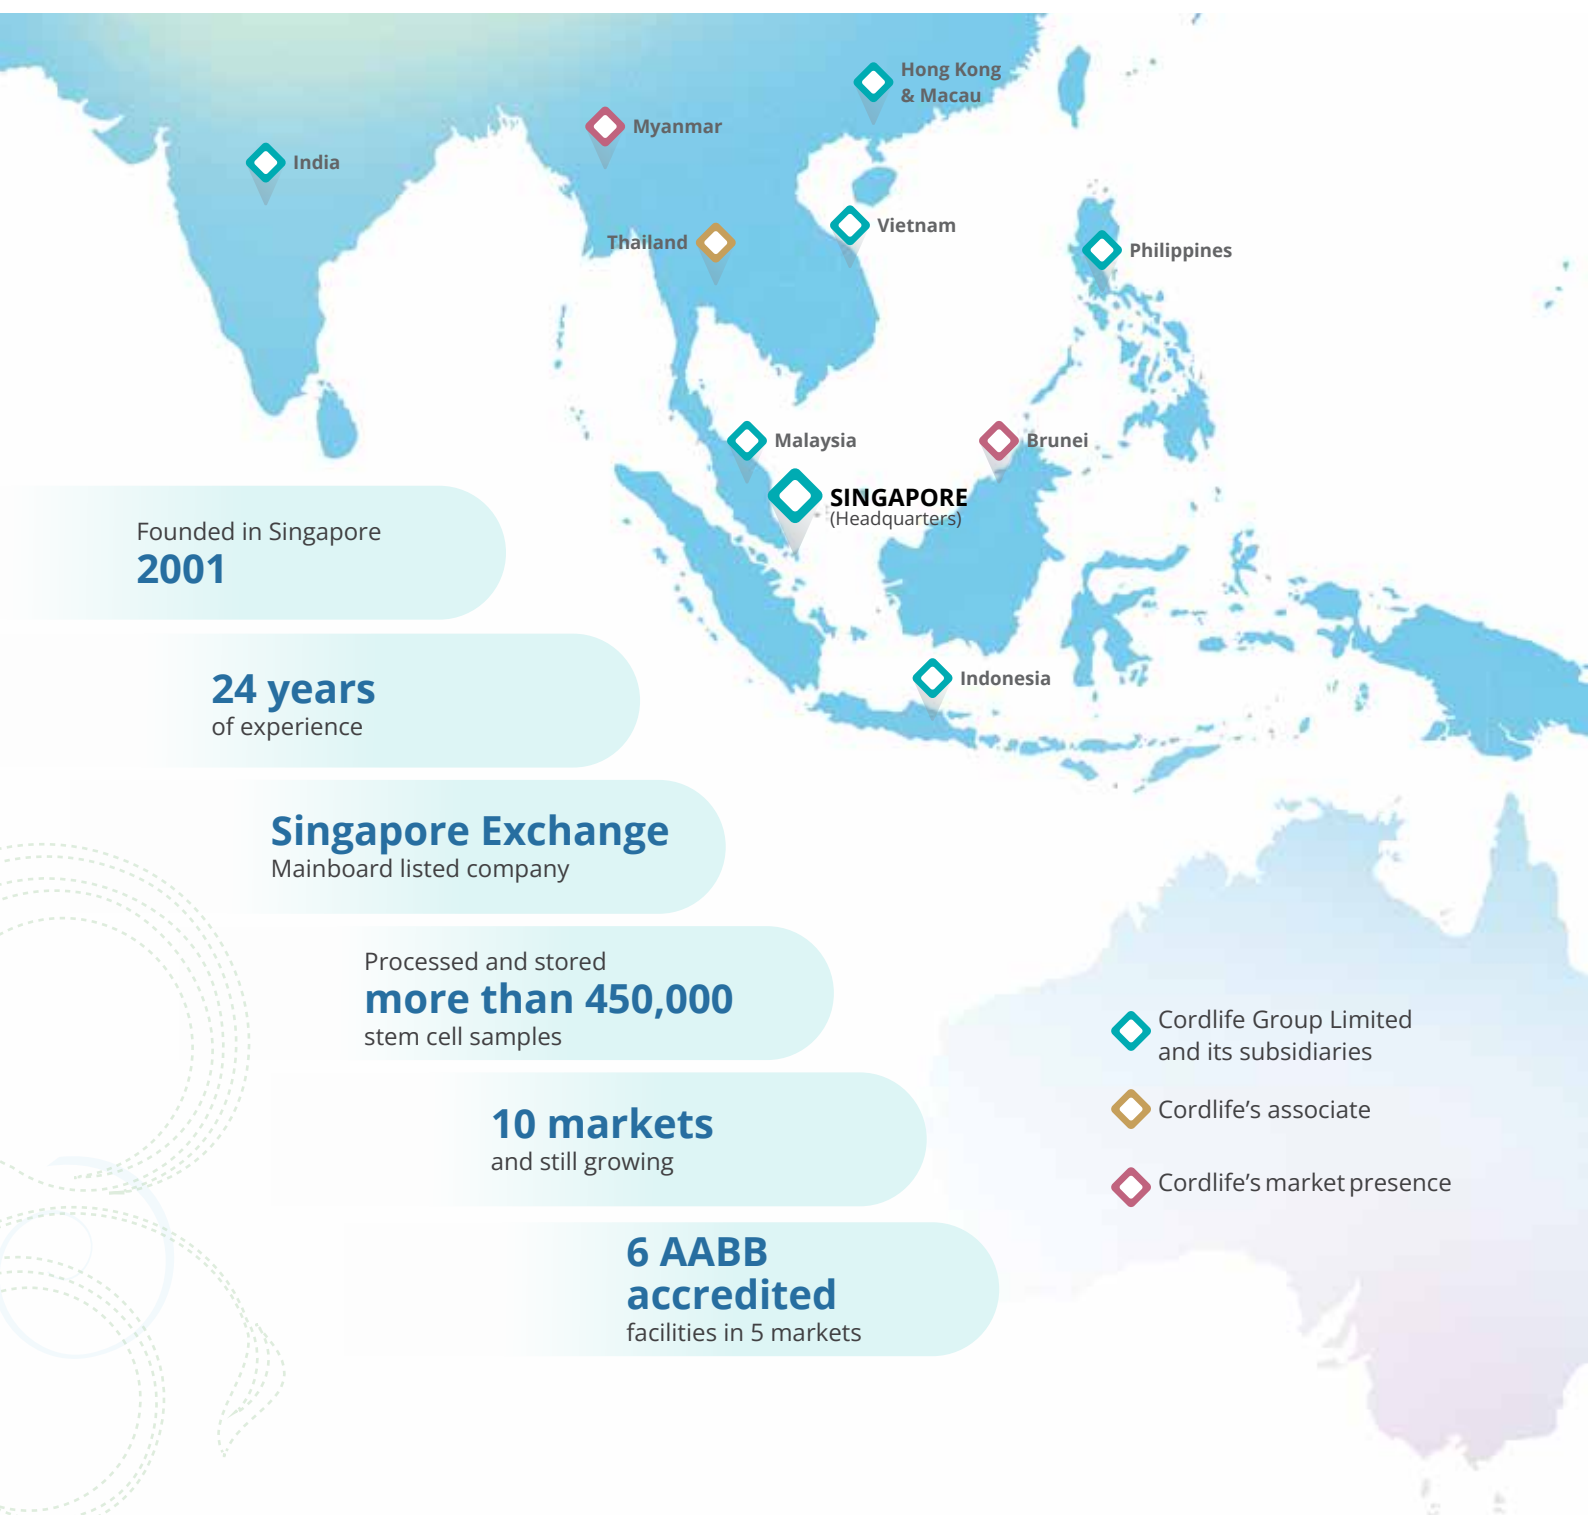 Hong Kong
& Macau
Myanmar
India
Vietnam
Thailand
Philippines
Malaysia
Brunei
SINGAPORE
(Headquarters)
Indonesia
Founded in Singapore
2001
24 years
of experience
Singapore Exchange
Mainboard listed company
Processed and stored
more than 450,000
stem cell samples
10 markets
and still growing
6 AABB
accredited
facilities in 5 markets
Cordlife Group Limited
and its subsidiaries
Cordlife’s associate
Cordlife’s market presence